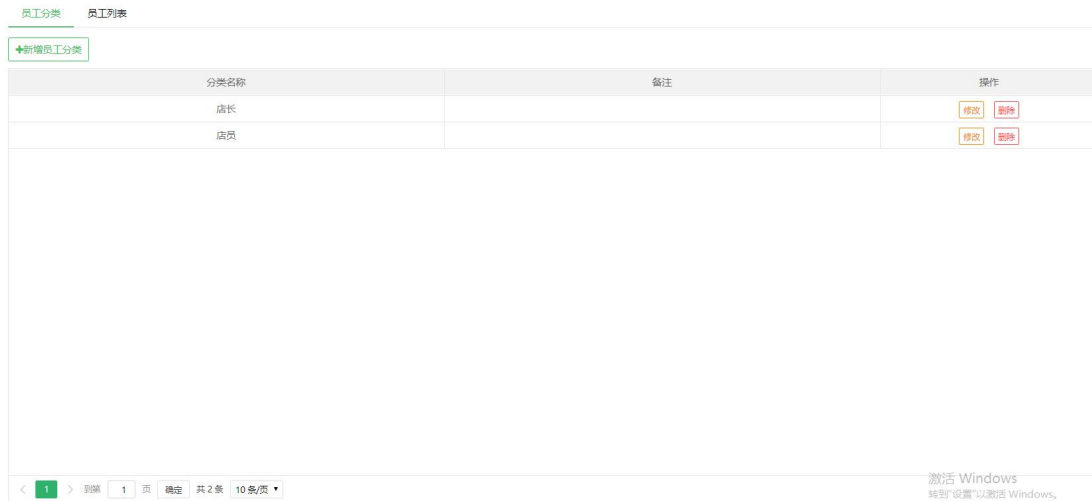 员工分类 员工列表
✚新增员工分类
分类名称 备注 操作
店长 修改 删除
店员 修改 删除
< 1 > 到第 1 页 确定 共 2 条 10 条/页 ▼
激活 Windows
转到"设置"以激活 Windows。